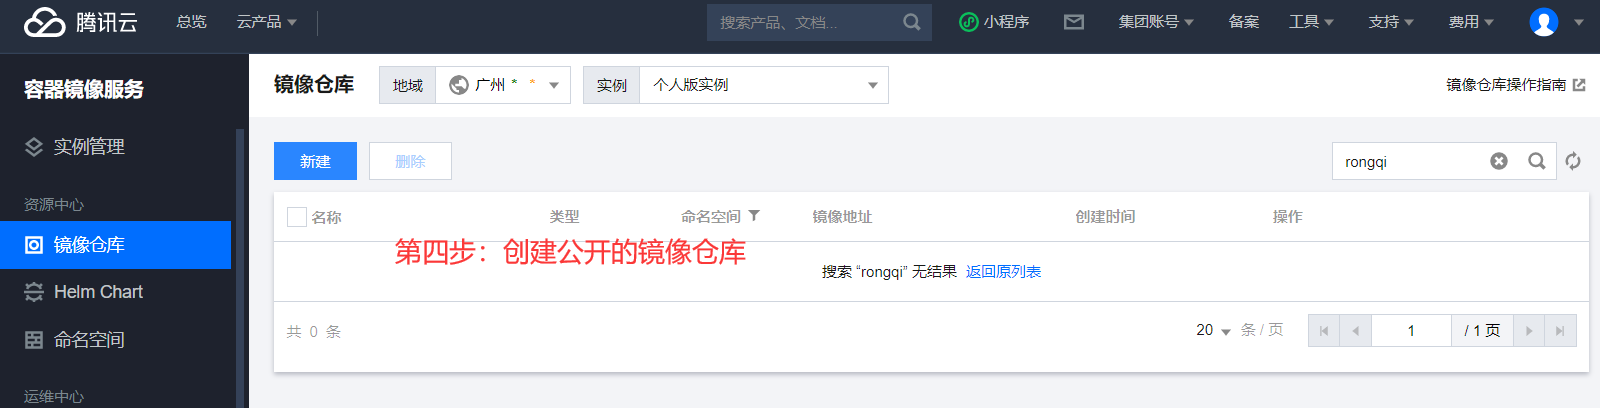 腾讯云 总览 云产品 搜索产品、文档... 小程序 集团账号 备案 工具 支持 费用
容器镜像服务 镜像仓库 地域 广州 * * 实例 个人版实例 镜像仓库操作指南
实例管理 新建 删除 rongqi
资源中心 名称 类型 命名空间 镜像地址 创建时间 操作
镜像仓库 第四步：创建公开的镜像仓库
搜索 “rongqi” 无结果 返回原列表
Helm Chart
命名空间 共 0 条 20 条 / 页 1 / 1 页
运维中心